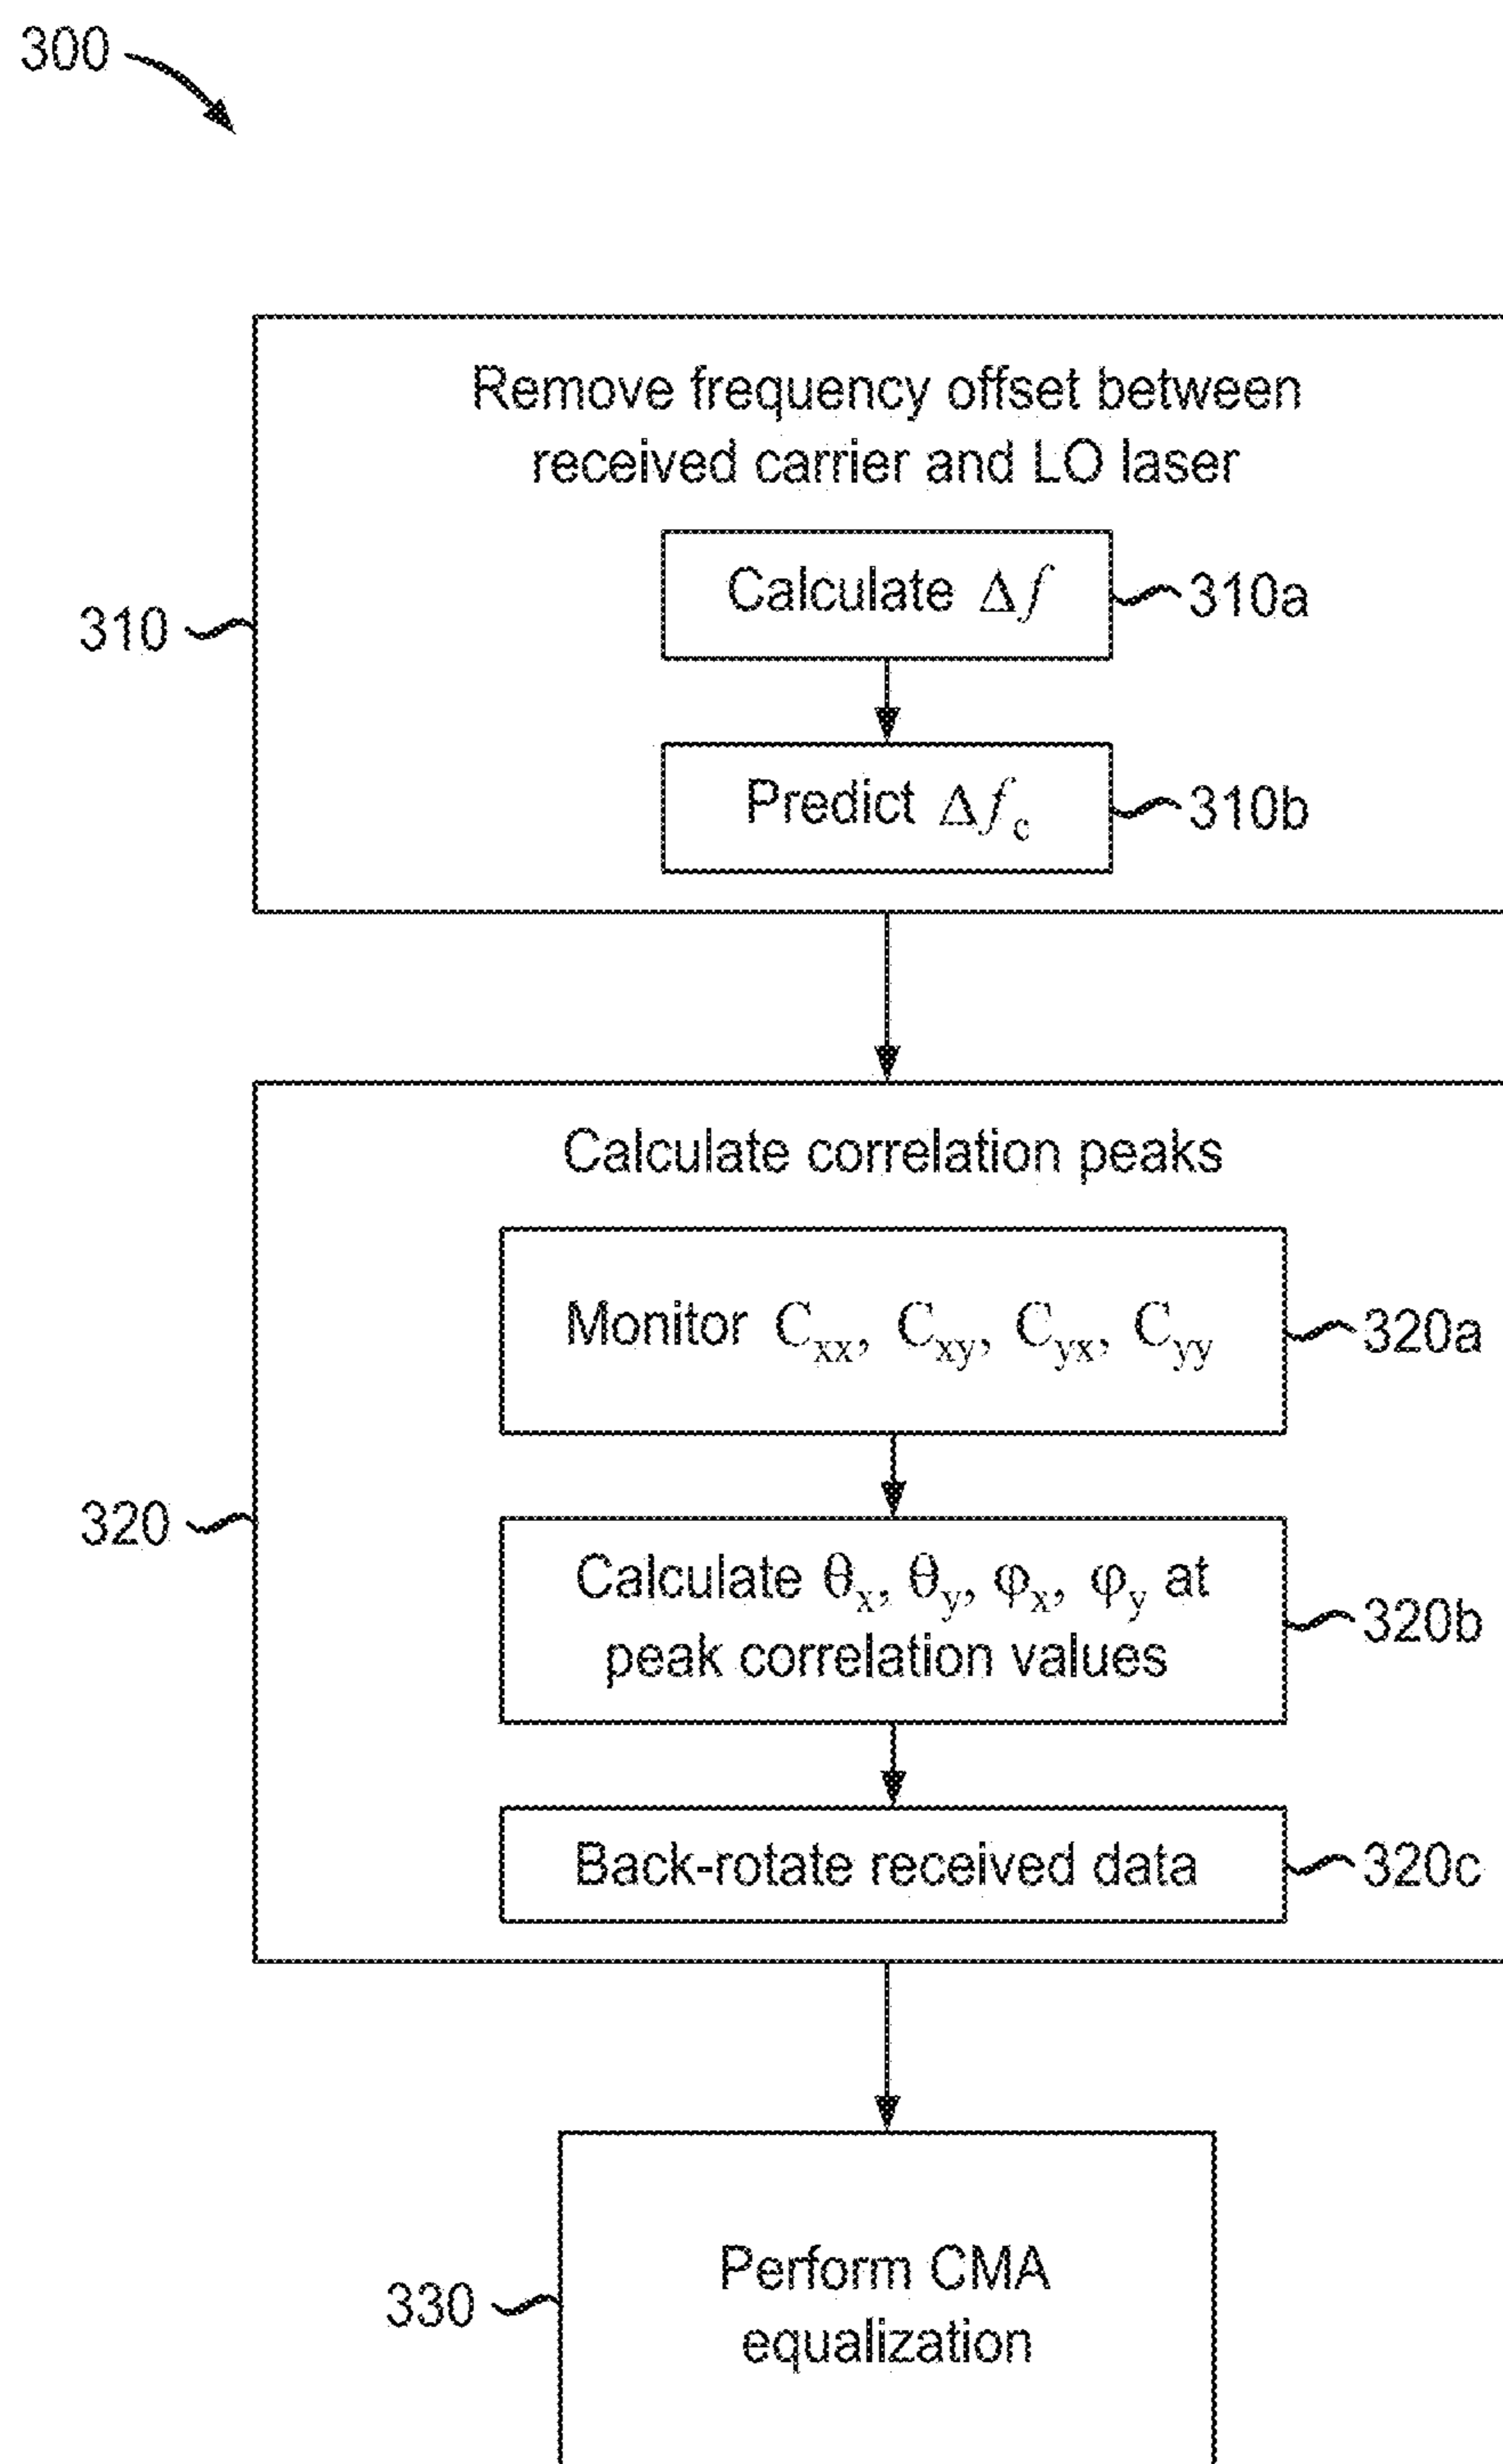 300
Remove frequency offset between
received carrier and LO laser
310
Calculate Δf
310a
Predict Δf_c
310b
Calculate correlation peaks
Monitor C_xx, C_xy, C_yx, C_yy
320a
320
Calculate θ_x, θ_y, φ_x, φ_y at
peak correlation values
320b
Back-rotate received data
320c
Perform CMA
equalization
330